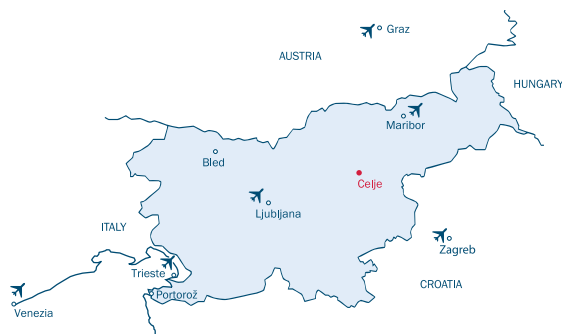 Graz
AUSTRIA
HUNGARY
Maribor
Bled
Celje
Ljubljana
ITALY
Zagreb
Trieste
CROATIA
Portorož
Venezia